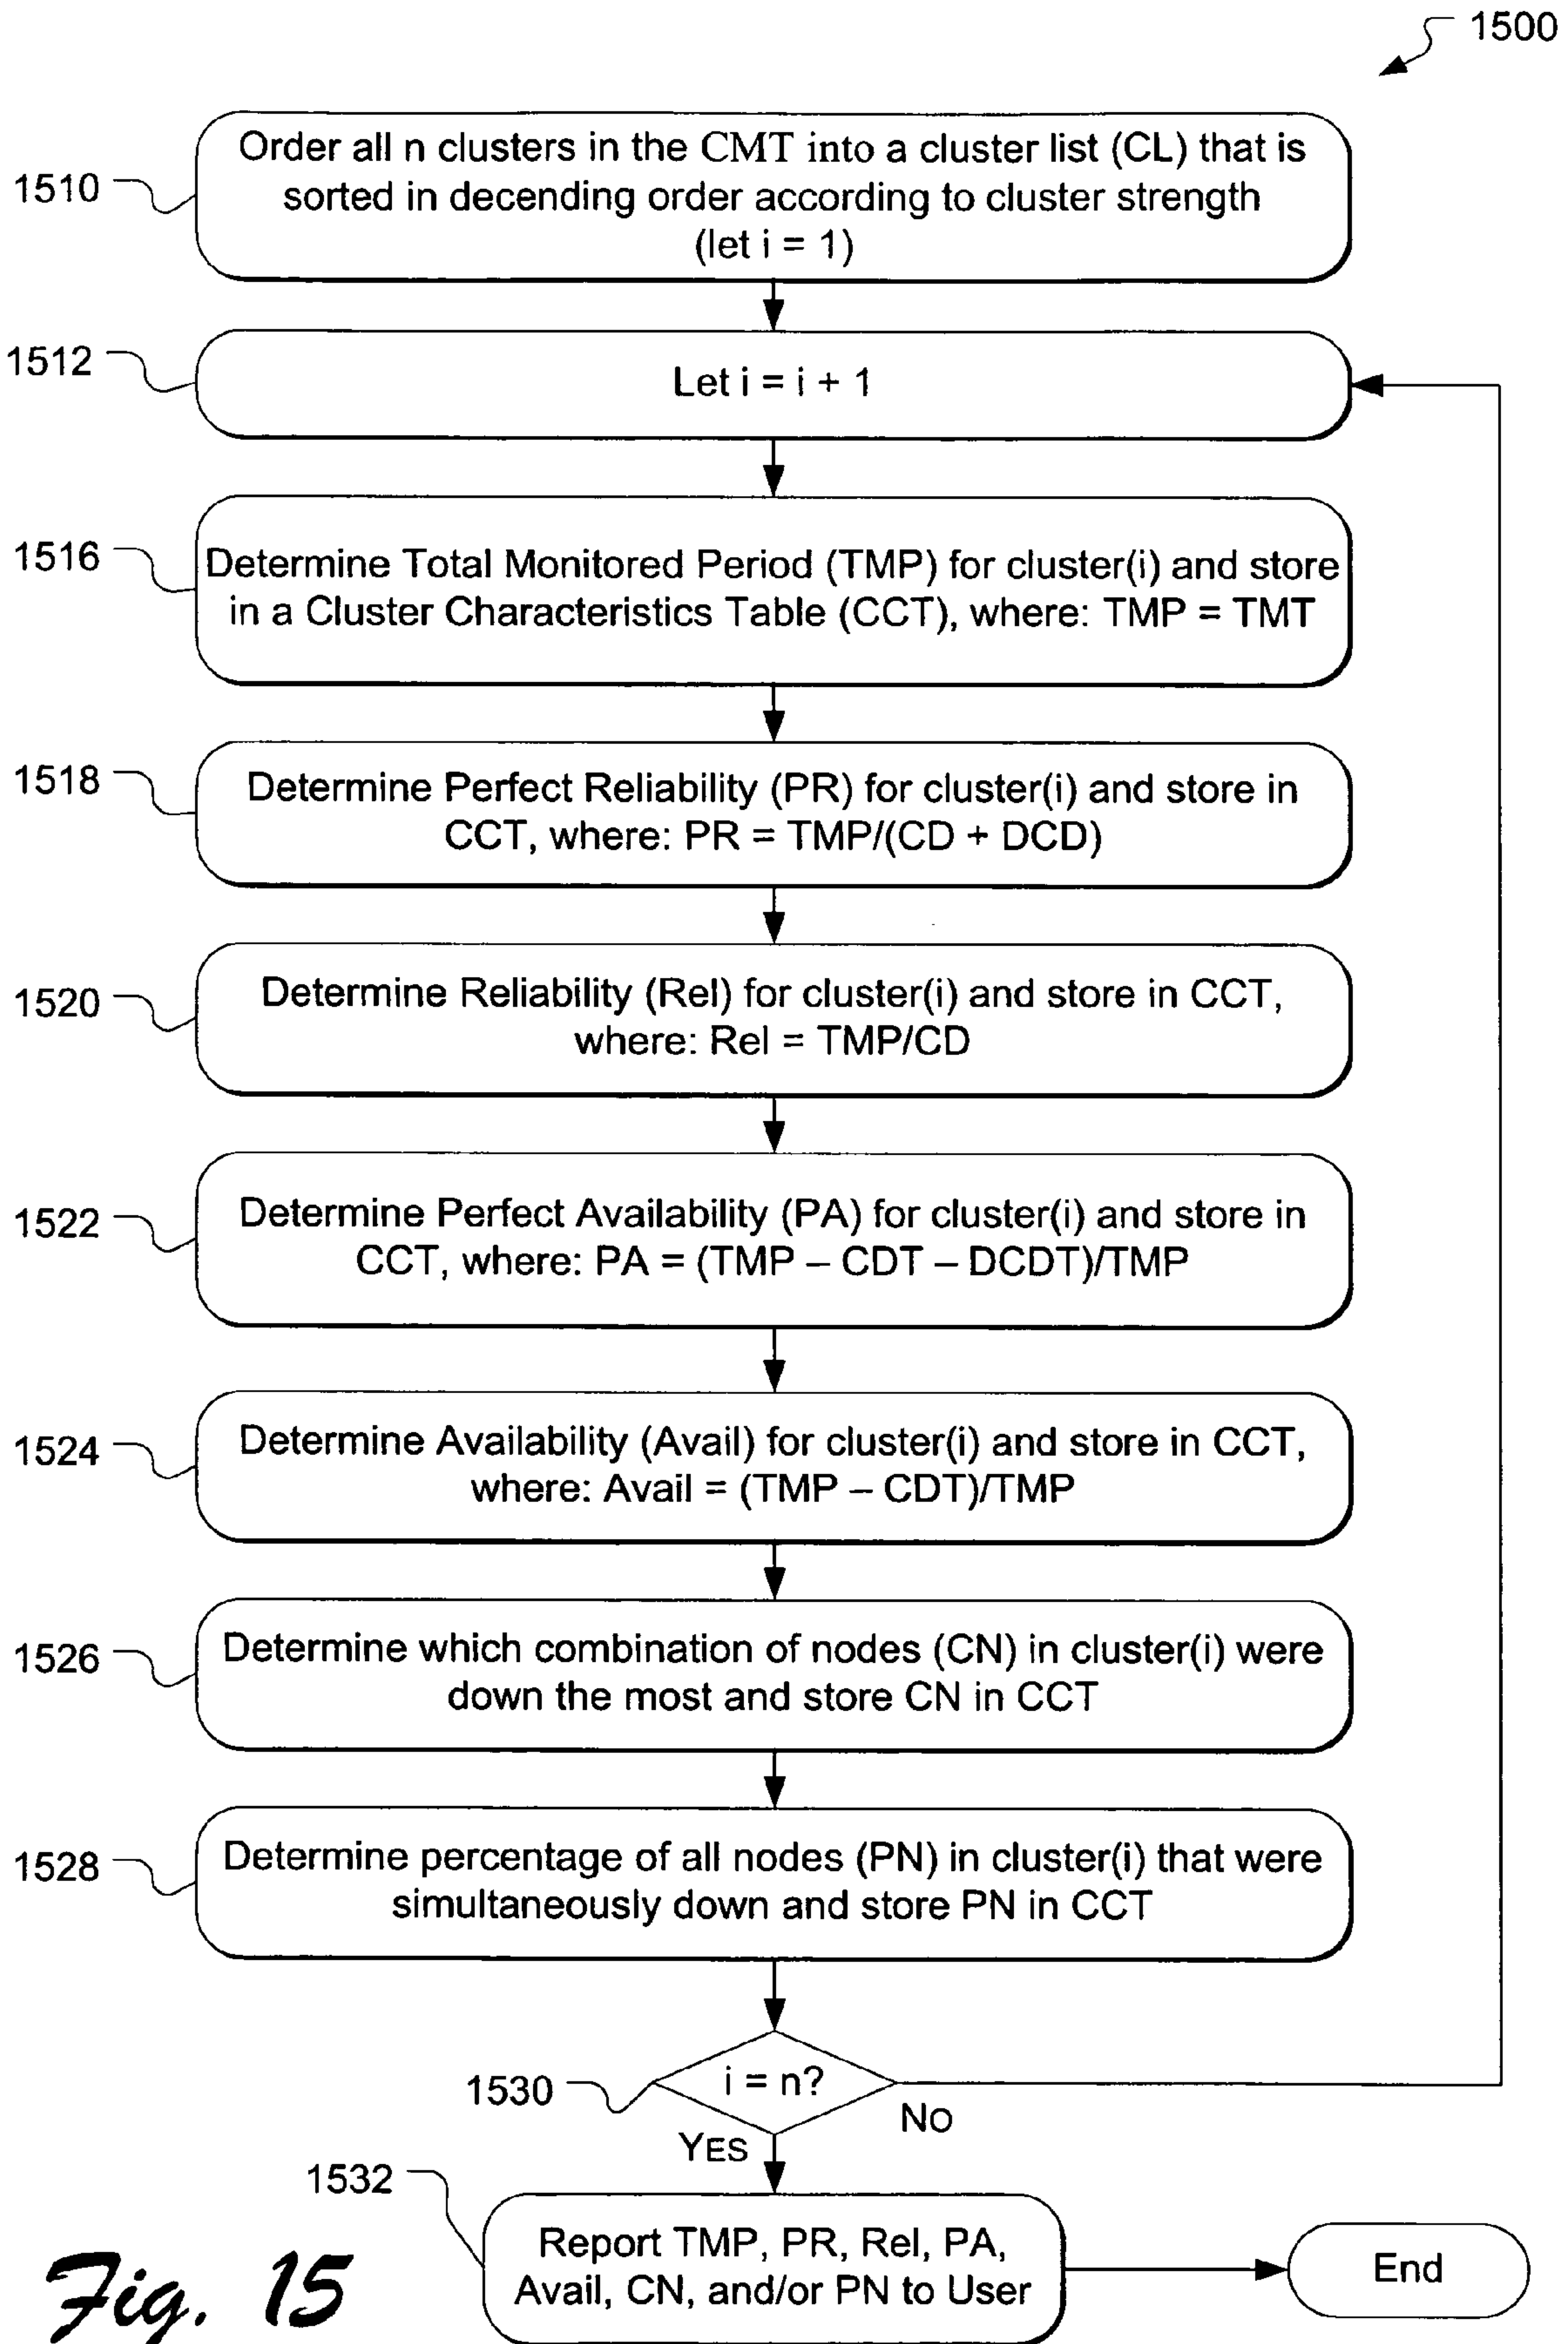 1500
1510
Order all n clusters in the CMT into a cluster list (CL) that is
sorted in decending order according to cluster strength
(let i = 1)
1512
Let i = i + 1
1516
Determine Total Monitored Period (TMP) for cluster(i) and store
in a Cluster Characteristics Table (CCT), where: TMP = TMT
1518
Determine Perfect Reliability (PR) for cluster(i) and store in
CCT, where: PR = TMP/(CD + DCD)
1520
Determine Reliability (Rel) for cluster(i) and store in CCT,
where: Rel = TMP/CD
1522
Determine Perfect Availability (PA) for cluster(i) and store in
CCT, where: PA = (TMP – CDT – DCDT)/TMP
1524
Determine Availability (Avail) for cluster(i) and store in CCT,
where: Avail = (TMP – CDT)/TMP
1526
Determine which combination of nodes (CN) in cluster(i) were
down the most and store CN in CCT
1528
Determine percentage of all nodes (PN) in cluster(i) that were
simultaneously down and store PN in CCT
1530
i = n?
NO
YES
1532
Report TMP, PR, Rel, PA,
Avail, CN, and/or PN to User
End
Fig. 15